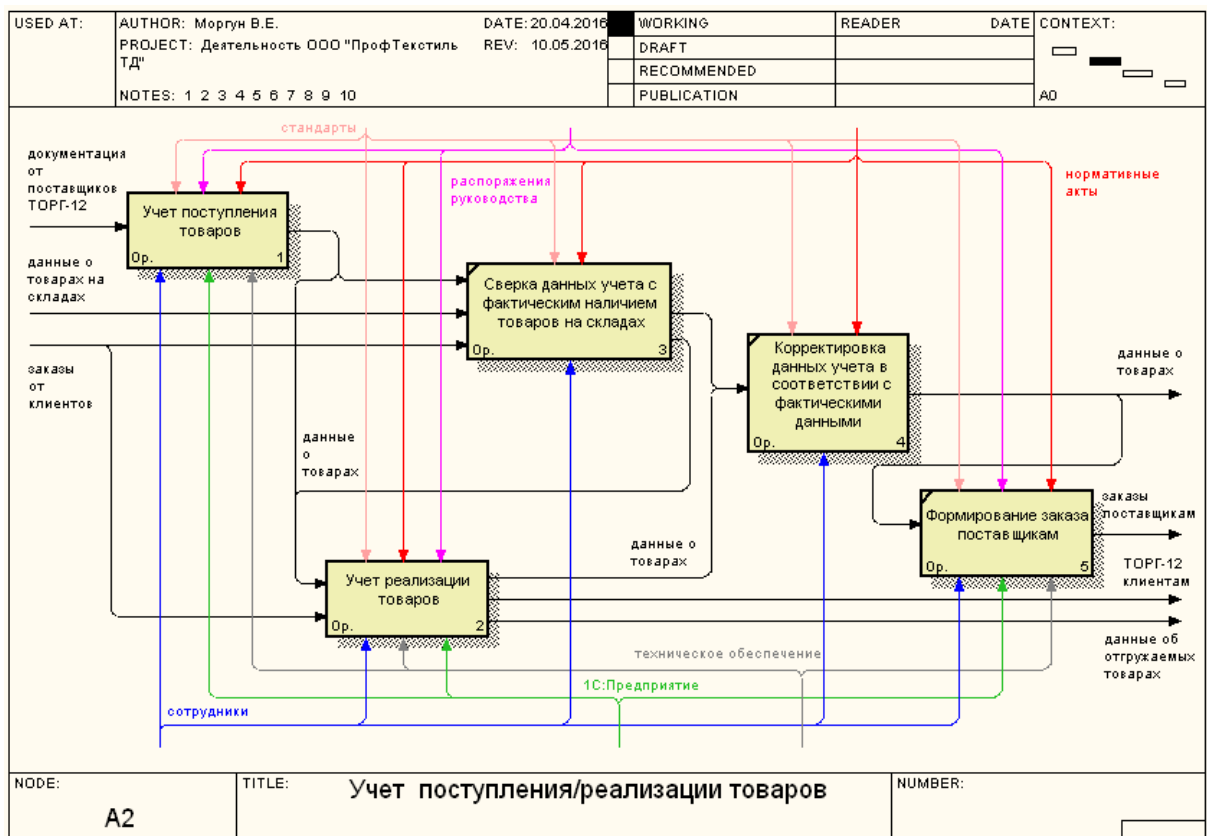 USED AT:
AUTHOR: Моргун В.Е.
DATE: 20.04.2016
PROJECT: Деятельность ООО "ПрофТекстиль
ТД"
REV: 10.05.2016
NOTES: 1 2 3 4 5 6 7 8 9 10
WORKING
DRAFT
RECOMMENDED
PUBLICATION
READER
DATE
CONTEXT:
A0
стандарты
документация
от
поставщиков
ТОРГ-12
распоряжения
руководства
нормативные
акты
Учет поступления
товаров
0р.
1
данные о
товарах на
складах
Сверка данных учета с
фактическим наличием
товаров на складах
0р.
3
заказы
от
клиентов
Корректировка
данных учета в
соответствии с
фактическими
данными
0р.
4
данные о
товарах
данные
о
товарах
Формирование заказа
поставщикам
0р.
5
заказы
поставщикам
данные о
товарах
Учет реализации
товаров
0р.
2
ТОРГ-12
клиентам
данные об
отгружаемых
товарах
техническое обеспечение
1С:Предприятие
сотрудники
NODE:
A2
TITLE:
Учет поступления/реализации товаров
NUMBER: